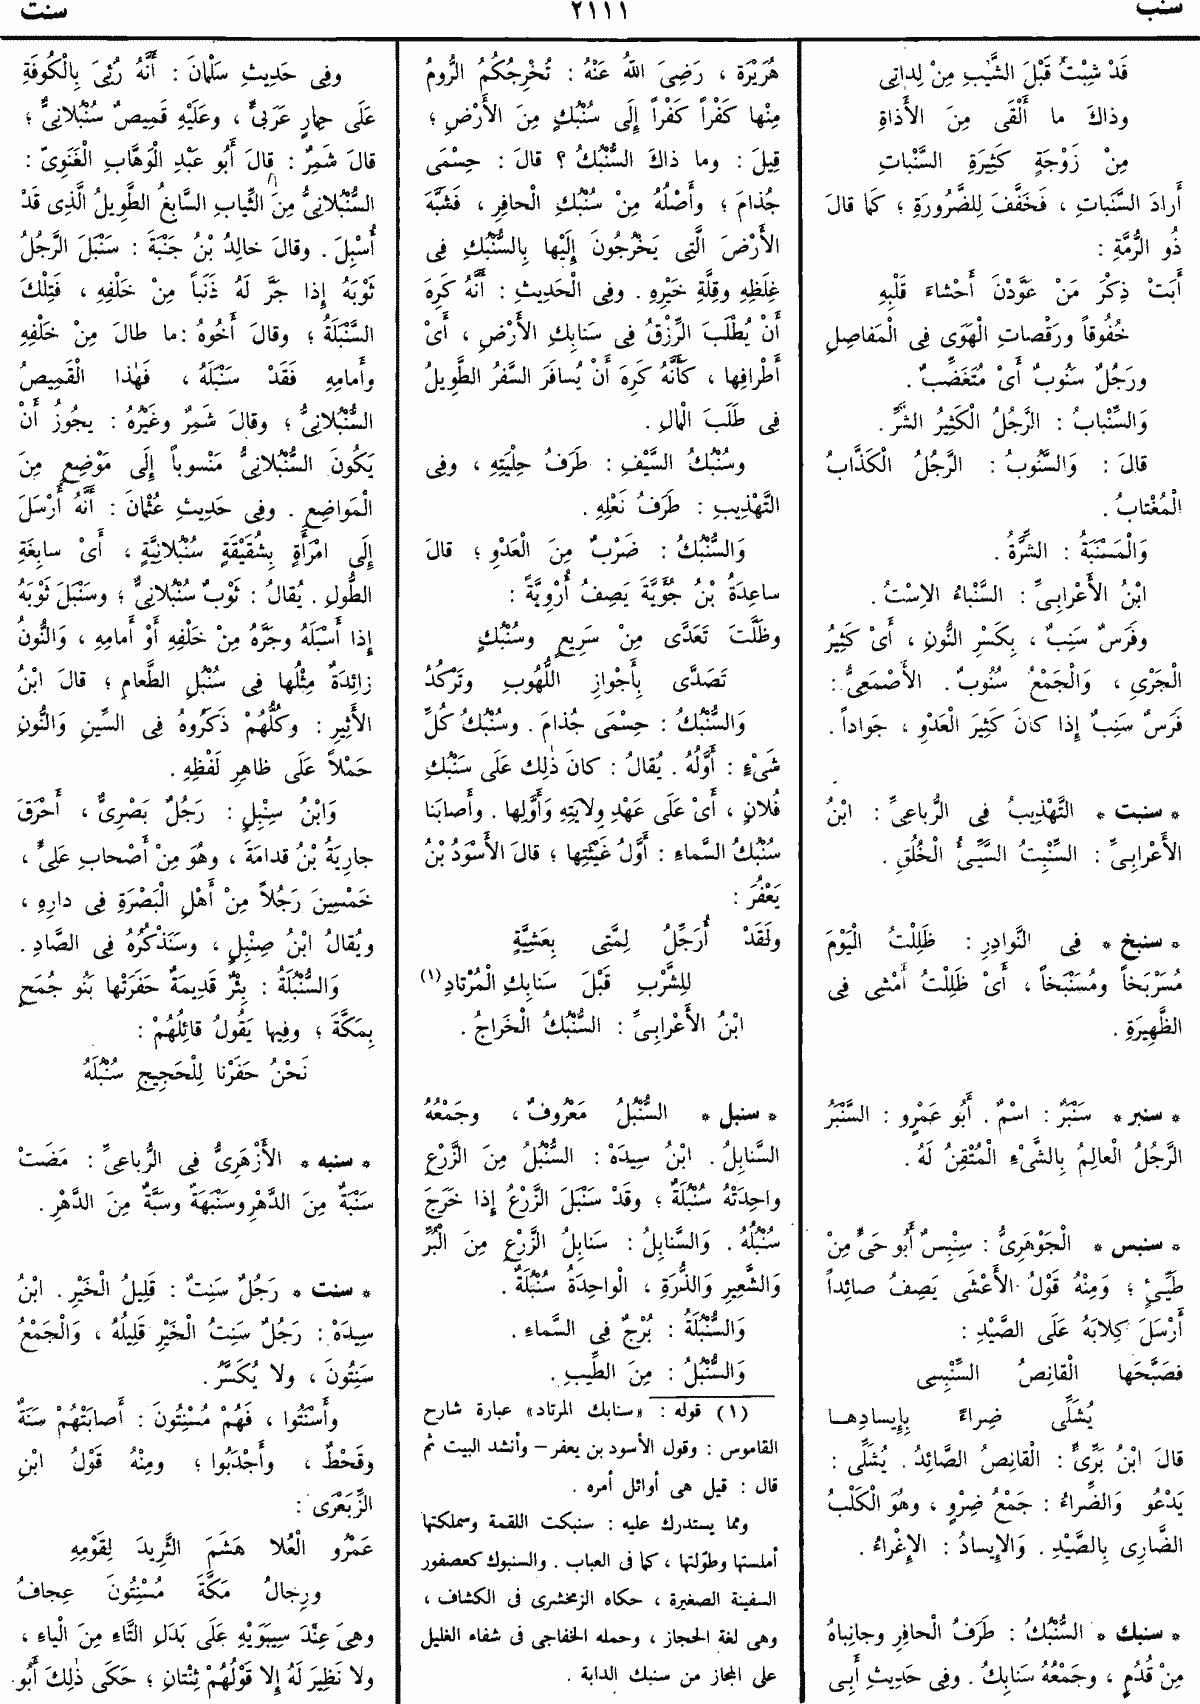 سنب
٢١١١
سنت
قَدْ شِبْتُ قَبْلَ الشَّيْبِ مِنْ لِداتِى
وذاكَ ما أَلْقَى مِنَ الأَذاةِ
مِنْ زَوْجَةٍ كَثِيرَةِ السَّنْباتِ
أَرادَ السَّنَباتِ ، فَخَفَّفَ لِلضَّرُورَةِ ؛ كَما قالَ
ذُو الرُّمَّةِ :
أَبَتْ ذِكَرَ مَنْ عَوَّدْنَ أَحْشاءَ قَلْبِهِ
خُفُوقاً ورَقْصاتِ الْهَوَى فِى الْمَفاصِلِ
ورَجُلٌ سَنُوبٌ أَىْ مُتَغَضِّبٌ .
وَالسِّنْبابُ : الرَّجُلُ الْكَثِيرُ الشَّرِّ .
قالَ : وَالسَّنُوبُ : الرَّجُلُ الْكَذَّابُ
الْمُغْتابُ .
وَالْمَسْنَبَةُ : الشَّرَّةُ .
ابْنُ الأَعْرابِىِّ : السَّنْباءُ الاِسْتُ .
وفَرَسٌ سَنِبٌ ، بِكَسْرِ النُّونِ ، أَىْ كَثِيرُ
الْجَرْىِ ، وَالْجَمْعُ سُنُوبٌ . الأَصْمَعِىُّ :
فَرَسٌ سَنِبٌ إِذا كانَ كَثِيرَ الْعَدْوِ ، جَواداً .
* سنبت * التَّهْذِيبُ فِى الرُّباعِىِّ : ابْنُ
الأَعْرابِىِّ : السِّنْبِتُ السَّيِّئُ الْخُلُقِ .
* سنبخ * فِى النَّوادِرِ : ظَلِلْتُ الْيَوْمَ
مُسَرْبَخاً ومُسَنْبَخاً ، أَىْ ظَلِلْتُ أَمْشِى فِى
الظَّهِيرَةِ .
* سنبر * سَنْبَرٌ : اسْمٌ . أَبُو عَمْرٍو : السَّنْبَرُ
الرَّجُلُ الْعالِمُ بِالشَّىْءِ الْمُتْقِنُ لَهُ .
* سنبس * الْجَوْهَرِىُّ : سِنْبِسٌ أَبُو حَىٍّ مِنْ
طَيِّئٍ ؛ وَمِنْهُ قَوْلُ الأَعْشَى يَصِفُ صائِداً
أَرْسَلَ كِلابَهُ عَلَى الصَّيْدِ :
فَصَبَّحَها الْقانِصُ السِّنْبِسِى
يُشَلَّى ضِراءً بِإِيسادِها
قالَ ابْنُ بَرِّىٍّ : الْقانِصُ الصَّائِدُ . يُشَلَّى :
يَدْعُو وَالضِّراءُ : جَمْعُ ضِرْوٍ ، وهُوَ الْكَلْبُ
الضَّارِى بِالصَّيْدِ . وَالإِيسادُ : الإِغْراءُ .
* سنبك * السُّنْبُكُ : طَرَفُ الْحافِرِ وجانِباهُ
مِنْ قُدُمٍ ، وجَمْعُهُ سَنابِكُ . وفِى حَدِيثِ أَبِى
هُرَيْرَةَ ، رَضِىَ اللهُ عَنْهُ : تُخْرِجُكُمُ الرُّومُ
مِنْها كَفْراً كَفْراً إِلَى سُنْبُكٍ مِنَ الأَرْضِ ؛
قِيلَ : وما ذاكَ السُّنْبُكُ ؟ قالَ : حِسْمَى
جُذامَ ؛ وأَصْلُهُ مِنْ سُنْبُكِ الْحافِرِ ، فَشَبَّهَ
الأَرْضَ الَّتِى يَخْرُجُونَ إِلَيْها بِالسُّنْبُكِ فِى
غِلَظِهِ وقِلَّةِ خَيْرِهِ . وفِى الْحَدِيثِ : أَنَّهُ كَرِهَ
أَنْ يُطْلَبَ الرِّزْقُ فِى سَنابِكِ الأَرْضِ ، أَىْ
أَطْرافِها ، كَأَنَّهُ كَرِهَ أَنْ يُسافَرَ السَّفَرُ الطَّوِيلُ
فِى طَلَبَ الْمالِ .
وسُنْبُكُ السَّيْفِ : طَرَفُ حِلْيَتِهِ ، وفِى
التَّهْذِيبِ : طَرَفُ نَعْلِهِ .
وَالسُّنْبُكُ : ضَرْبٌ مِنَ الْعَدْوِ ؛ قالَ
ساعِدَةُ بْنُ جُؤَيَّةَ يَصِفُ أُرْوِيَّةً :
وظَلَّتْ تَعَدَّى مِنْ سَرِيعٍ وسُنْبُكٍ
تَصَدَّى بِأَجْوازِ اللُّهُوبِ وتَرْكُدُ
وَالسُّنْبُكُ : حِسْمَى جُذامَ . وسُنْبُكُ كُلِّ
شَىْءٍ : أَوَّلُهُ . يُقالُ : كانَ ذٰلِكَ عَلَى سَنْبُكِ
فُلانٍ ، أَىْ عَلَى عَهْدِ وِلايَتِهِ وَأَوَّلِها . وأَصابَنا
سُنْبُكُ السَّماءِ : أَوَّلُ غَيْثِها ؛ قالَ الأَسْوَدُ بْنُ
يَعْفُرَ :
ولَقَدْ أُرَجِّلُ لِمَّتِى بِعَشِيَّةٍ
لِلشَّرْبِ قَبْلَ سَنابِكِ الْمُرْتادِ (١)
ابْنُ الأَعْرابِىِّ : السُّنْبُكُ الْخَراجُ .
* سنبل * السُّنْبُلُ مَعْرُوفٌ ، وجَمْعُهُ
السَّنابِلُ . ابْنُ سِيدَهْ : السُّنْبُلُ مِنَ الزَّرْعِ
واحِدَتُهُ سُنْبُلَةٌ ؛ وقَدْ سَنْبَلَ الزَّرْعُ إِذا خَرَجَ
سُنْبُلُهُ . وَالسَّنابِلُ : سَنابِلُ الزَّرْعِ مِنَ الْبُرِّ
وَالشَّعِيرِ وَالذُّرَةِ ، الْواحِدَةُ سُنْبُلَةٌ .
وَالسُّنْبُلَةُ : بُرْجٌ فِى السَّماءِ .
وَالسُّنْبُلُ : مِنَ الطِّيبِ .
(١) قوله : «سنابك المرتاد» عبارة شارح
القاموس : وقول الأسود بن يعفر – وأنشد البيت ثم
قال : قيل هى أوائل أمره .
ومما يستدرك عليه : سنبكت اللقمة وسملكتها
أملستها وطوّلتها ، كما فى العباب . والسنبوك كعصفور
السفينة الصغيرة ، حكاه الزمخشرى فى الكشاف ،
وهى لغة الحجاز ، وحمله الخفاجى فى شفاء الغليل
على المجاز من سنبك الدابة .
وفِى حَدِيثِ سَلْمانَ : أَنَّهُ رُئِىَ بِالْكُوفَةِ
عَلَى حِمارٍ عَرَبِىٍّ ، وعَلَيْهِ قَمِيصٌ سُنْبُلانِىٌّ ؛
قالَ شَمِرٌ : قالَ أَبُو عَبْدِ الْوَهَّابِ الْغَنَوِىّ :
السُّنْبُلانِىُّ مِنَ الثِّيابِ السَّابِغُ الطَّوِيلُ الَّذِى قَدْ
أُسْبِلَ . وقالَ خالِدُ بْنُ جَنْبَةَ : سَنْبَلَ الرَّجُلُ
ثَوْبَهُ إِذا جَرَّ لَهُ ذَنَباً مِنْ خَلْفِهِ ، فَتِلْكَ
السَّنْبَلَةُ ؛ وقالَ أَخُوهُ : ما طالَ مِنْ خَلْفِهِ
وأَمامِهِ فَقَدْ سَنْبَلَهُ ، فَهٰذا الْقَمِيصُ
السُّنْبُلانِىُّ ؛ وقالَ شَمِرٌ وغَيْرُهُ : يجُوزُ أَنْ
يَكُونَ السُّنْبُلانِىُّ مَنْسوباً إِلَى مَوْضِعٍ مِنَ
الْمَواضِعِ . وفِى حَدِيثِ عُثْمانَ : أَنَّهُ أَرْسَلَ
إِلَى امْرَأَةٍ بِشُقَيْقَةٍ سُنْبُلانِيَّةٍ ، أَىْ سابِغَةِ
الطُّولِ . يُقالُ : ثَوْبٌ سُنْبُلانِىٌّ ؛ وسَنْبَلَ ثَوْبَهُ
إِذا أَسْبَلَهُ وجَرَّهُ مِنْ خَلْفِهِ أَوْ أَمامِهِ ، وَالنُّونُ
زائِدَةٌ مِثْلُها فِى سُنْبُلِ الطَّعامِ ؛ قالَ ابْنُ
الأَثِيرِ : وكُلُّهُمْ ذَكَرُوهُ فِى السِّينِ وَالنُّونِ
حَمْلاً عَلَى ظاهِرِ لَفْظِهِ .
وَابْنُ سِنْبِلٍ : رَجُلٌ بَصْرِىٌّ ، أَحْرَقَ
جارِيَةُ بْنُ قدامَةَ ، وهُوَ مِنْ أَصْحابِ عَلِىٍّ ،
خَمْسِينَ رَجُلاً مِنْ أَهْلِ الْبَصْرَةِ فِى دارِهِ ،
ويُقالُ ابْنُ صِنْبِلٍ ، وسَنَذْكُرُهُ فِى الصَّادِ .
وَالسُّنْبُلَةُ : بِئْرٌ قَدِيمَةٌ حَفَرَتْها بَنُو جُمَحٍ
بِمَكَّةَ ؛ وفِيها يَقُولُ قائِلُهُمْ :
نَحْنُ حَفَرْنا لِلْحَجِيجِ سُنْبُلَهْ
* سنبه * الأَزْهَرِىُّ فِى الرُّباعِىِّ : مَضَتْ
سَنْبَةٌ مِنَ الدَّهْرِ وسَنْبَهَةٌ وسَبَّةٌ مِنَ الدَّهْرِ .
* سنت * رَجُلٌ سَنِتٌ : قَلِيلُ الْخَيْرِ . ابْنُ
سِيدَهْ : رَجُلٌ سَنِتُ الْخَيْرِ قَلِيلُهُ ، وَالْجَمْعُ
سَنِتُونَ ، ولا يُكَسَّرُ .
وأَسْنَتُوا ، فَهُمْ مُسْنِتُونَ : أَصابَتْهُمْ سَنَةٌ
وقَحْطٌ ، وأَجْدَبُوا ؛ ومِنْهُ قَوْلُ ابْنِ
الزِّبَعْرَى :
عَمْرُو الْعُلا هَشَمَ الثَّرِيدَ لِقَوْمِهِ
ورِجالُ مَكَّةَ مُسْنِتُونَ عِجافُ
وهِىَ عِنْدَ سِيبَوَيْهِ عَلَى بَدَلِ التَّاءِ مِنَ الْياءِ ،
ولا نَظِيرَ لَهُ إِلا قَوْلُهُمْ ثِنْتانِ ؛ حَكَى ذٰلِكَ أَبُو